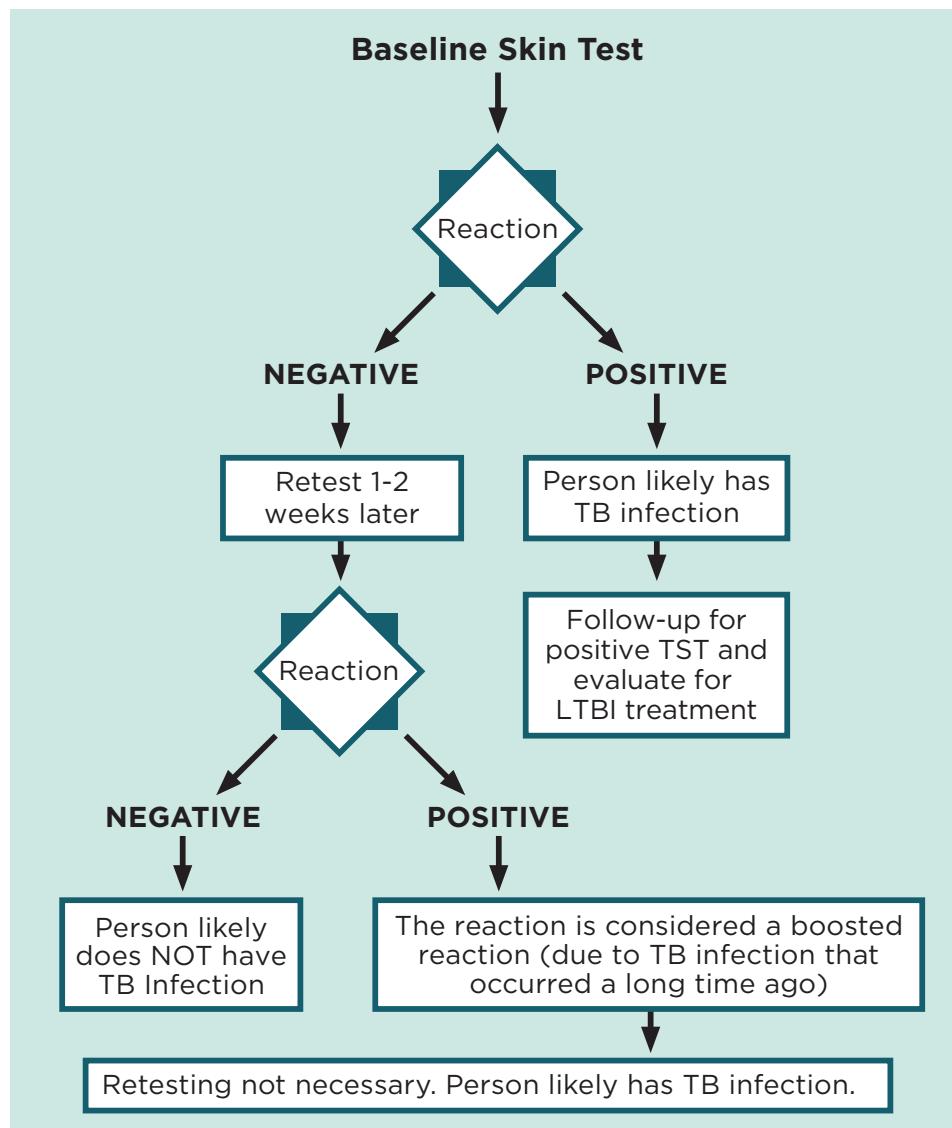 Baseline Skin Test
Reaction
NEGATIVE
POSITIVE
Retest 1-2
weeks later
Person likely has
TB infection
Follow-up for
positive TST and
evaluate for
LTBI treatment
Reaction
NEGATIVE
POSITIVE
Person likely
does NOT have
TB Infection
The reaction is considered a boosted
reaction (due to TB infection that
occurred a long time ago)
Retesting not necessary. Person likely has TB infection.